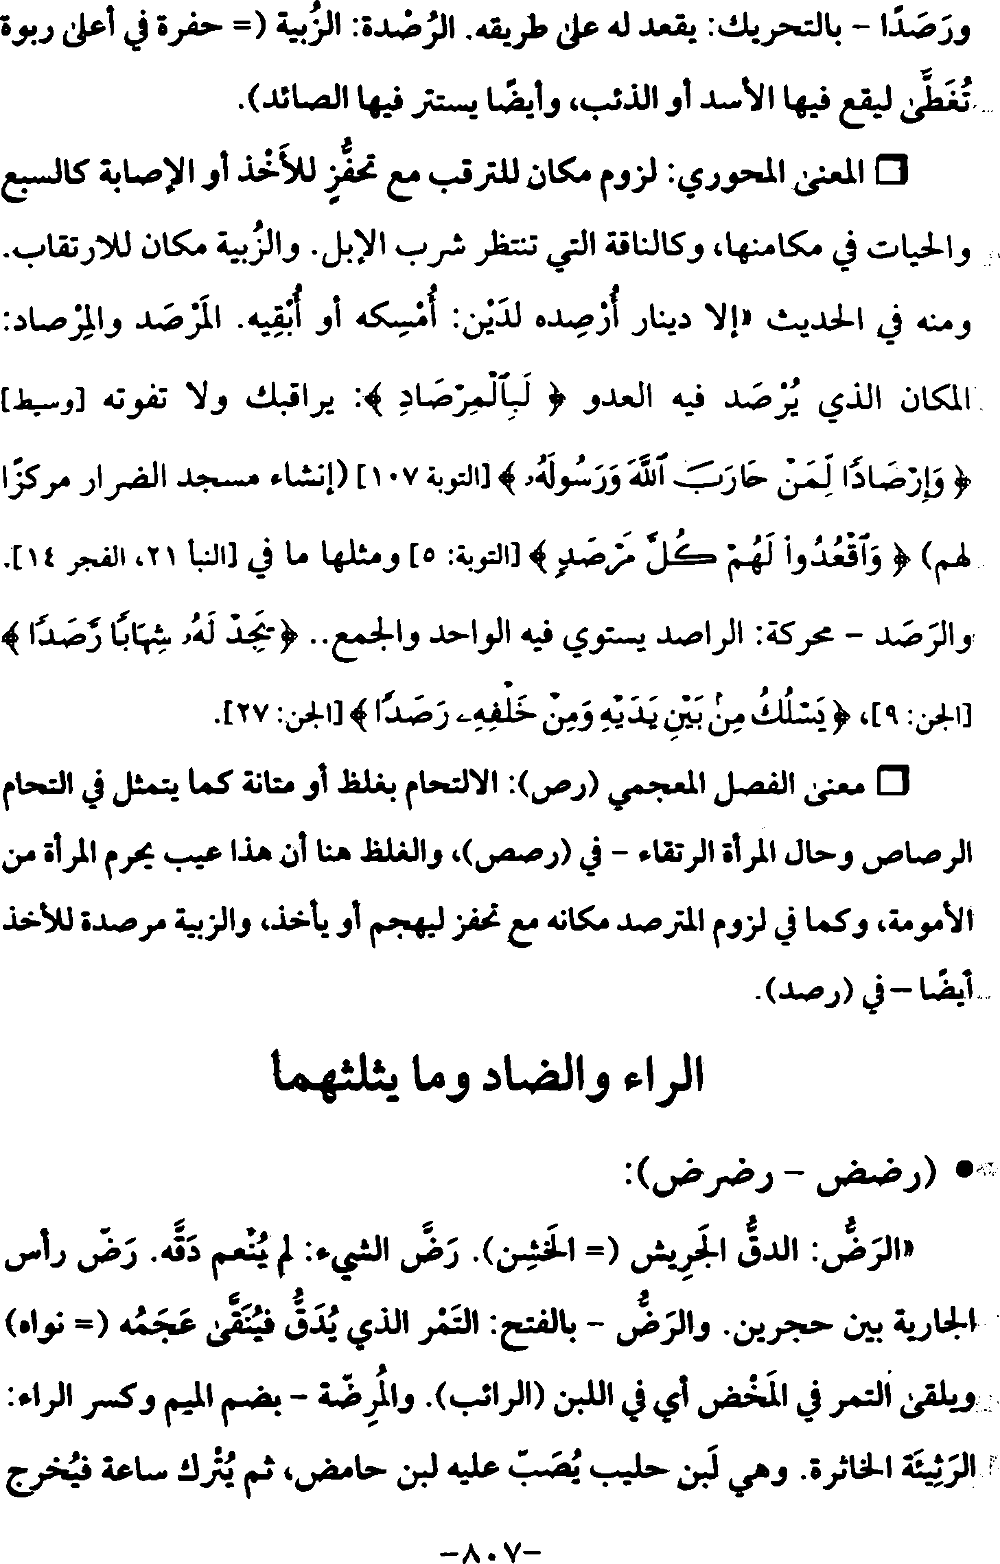 ورَصَدًا – بالتحريك: يقعد له على طريقه. الرُصْدة: الزُبية (= حفرة في أعلى ربوة
تُغَطَّى ليقع فيها الأسد أو الذئب، وأيضًا يستتر فيها الصائد).
❒ المعنى المحوري: لزوم مكان للترقب مع تحفُّزٍ للأَخْذ أو الإصابة كالسبع
والحيات في مكامنها، وكالناقة التي تنتظر شرب الإبل. والزُبية مكان للارتقاب.
ومنه في الحديث «إلا دينار أُرْصِده لدَيْن: أُمْسِكه أو أُبْقِيه. المَرْصَد والمِرْصاد:
المكان الذي يُرْصَد فيه العدو ﴿ لَبِٱلْمِرْصَادِ ﴾: يراقبك ولا تفوته [وسيط]
﴿ وَإِرْصَادًا لِّمَنْ حَارَبَ ٱللَّهَ وَرَسُولَهُۥ ﴾ [التوبة ١٠٧] (إنشاء مسجد الضرار مركزًا
لهم) ﴿ وَٱقْعُدُوا۟ لَهُمْ كُلَّ مَرْصَدٍ ﴾ [التوبة: ٥] ومثلها ما في [النبأ ٢١، الفجر ١٤].
والرَصَد – محركة: الراصد يستوي فيه الواحد والجمع.. ﴿ يَجِدْ لَهُۥ شِهَابًا رَّصَدًا ﴾
[الجن: ٩]، ﴿ يَسْلُكُ مِنۢ بَيْنِ يَدَيْهِ وَمِنْ خَلْفِهِۦ رَصَدًا ﴾ [الجن: ٢٧].
❒ معنى الفصل المعجمي (رص): الالتحام بغلظ أو متانة كما يتمثل في التحام
الرصاص وحال المرأة الرتقاء – في (رصص)، والغلظ هنا أن هذا عيب يحرم المرأة من
الأمومة، وكما في لزوم المترصد مكانه مع تحفز ليهجم أو يأخذ، والزبية مرصدة للأخذ
أيضًا – في (رصد).
الراء والضاد وما يثلثهما
• (رضض – رضرض):
«الرَضُّ: الدقُّ الجَرِيش (= الخَشِن). رَضَّ الشيء: لم يُنْعم دَقَّه. رَضّ رأس
الجارية بين حجرين. والرَضُّ – بالفتح: التَمْر الذي يُدَقُّ فيُنَقَّى عَجَمُه (= نواه)
ويلقى التمر في المَخْض أي في اللبن (الرائب). والمُرِضّة – بضم الميم وكسر الراء:
الرَثِيئَة الخاثرة. وهي لَبن حليب يُصَبّ عليه لبن حامض، ثم يُتْرك ساعة فيُخرج
–٨٠٧–